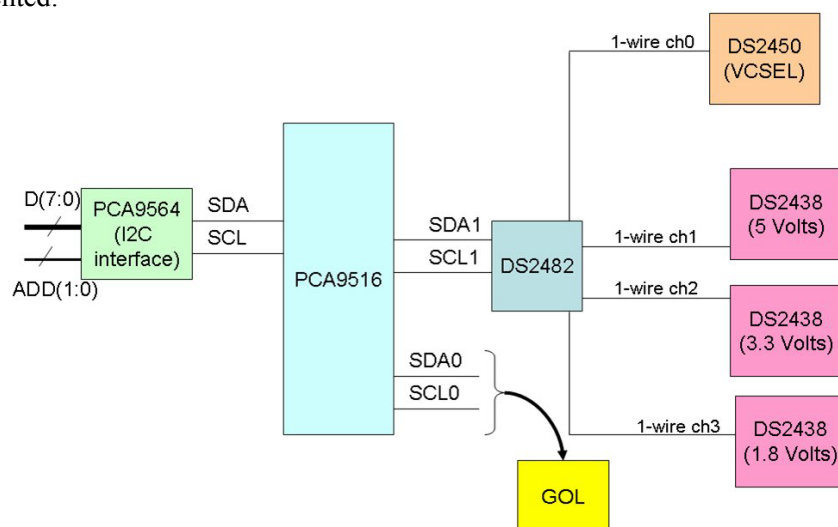 1-wire ch0
DS2450
(VCSEL)
D(7:0)
PCA9564
(I2C
interface)
ADD(1:0)
SDA
SCL
PCA9516
SDA1
SCL1
DS2482
1-wire ch1
DS2438
(5 Volts)
1-wire ch2
DS2438
(3.3 Volts)
SDA0
SCL0
1-wire ch3
DS2438
(1.8 Volts)
GOL